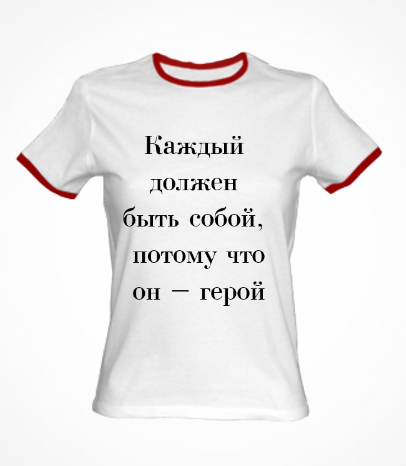 Каждый
должен
быть собой,
потому что
он – герой